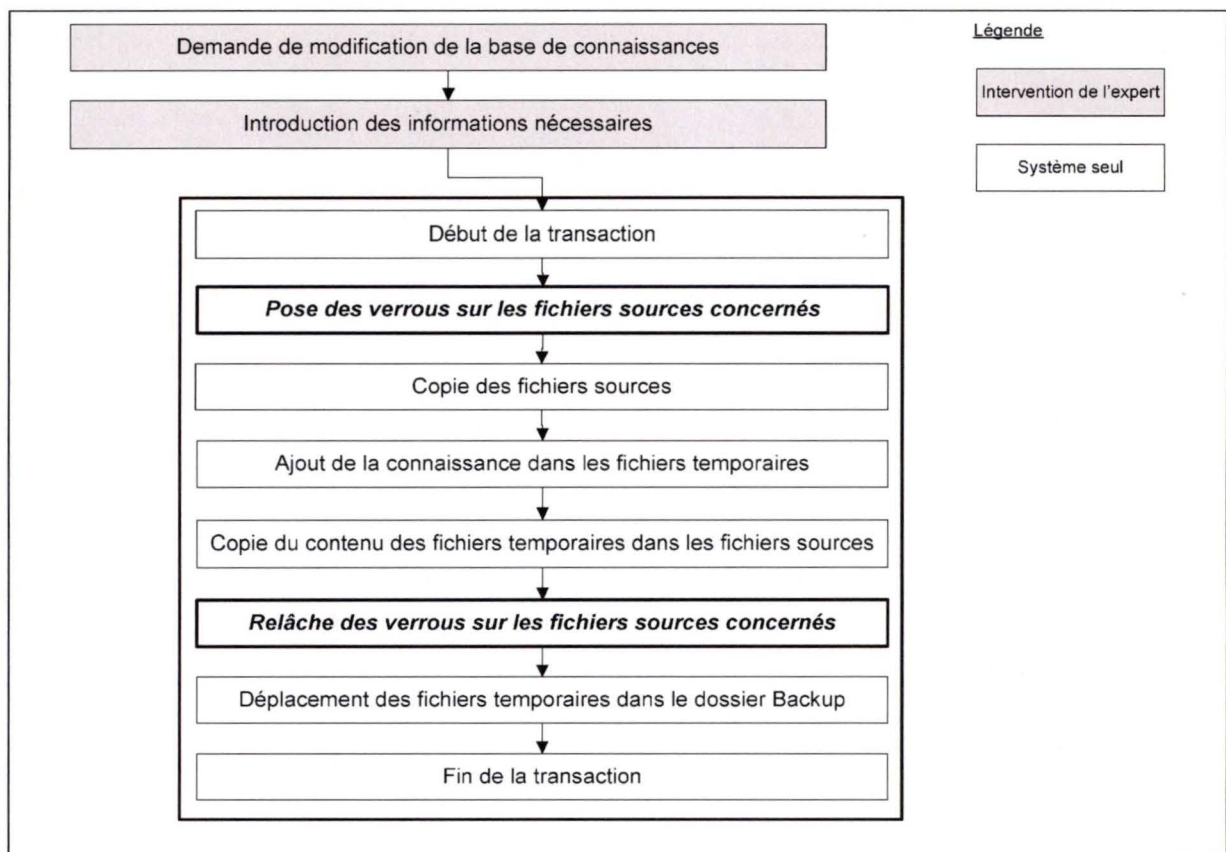 Demande de modification de la base de connaissances
Introduction des informations nécessaires
Début de la transaction
Pose des verrous sur les fichiers sources concernés
Copie des fichiers sources
Ajout de la connaissance dans les fichiers temporaires
Copie du contenu des fichiers temporaires dans les fichiers sources
Relâche des verrous sur les fichiers sources concernés
Déplacement des fichiers temporaires dans le dossier Backup
Fin de la transaction
Légende
Intervention de l'expert
Système seul